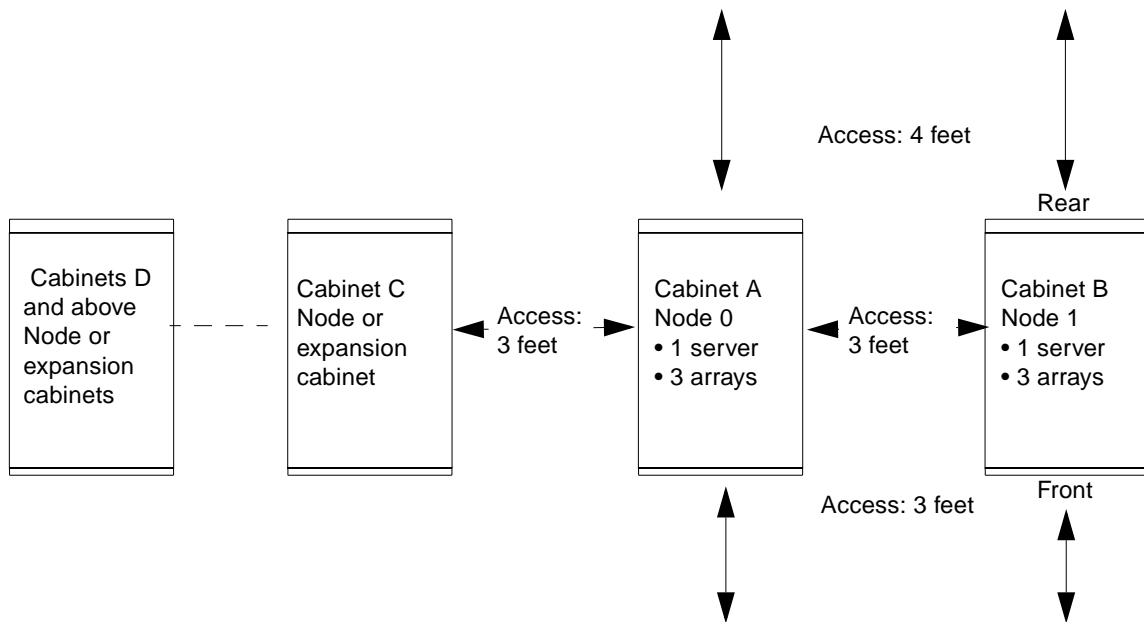 Access: 4 feet
Rear
Cabinets D
and above
Node or
expansion
cabinets
Cabinet C
Node or
expansion
cabinet
Access:
3 feet
Cabinet A
Node 0
• 1 server
• 3 arrays
Access:
3 feet
Cabinet B
Node 1
• 1 server
• 3 arrays
Front
Access: 3 feet